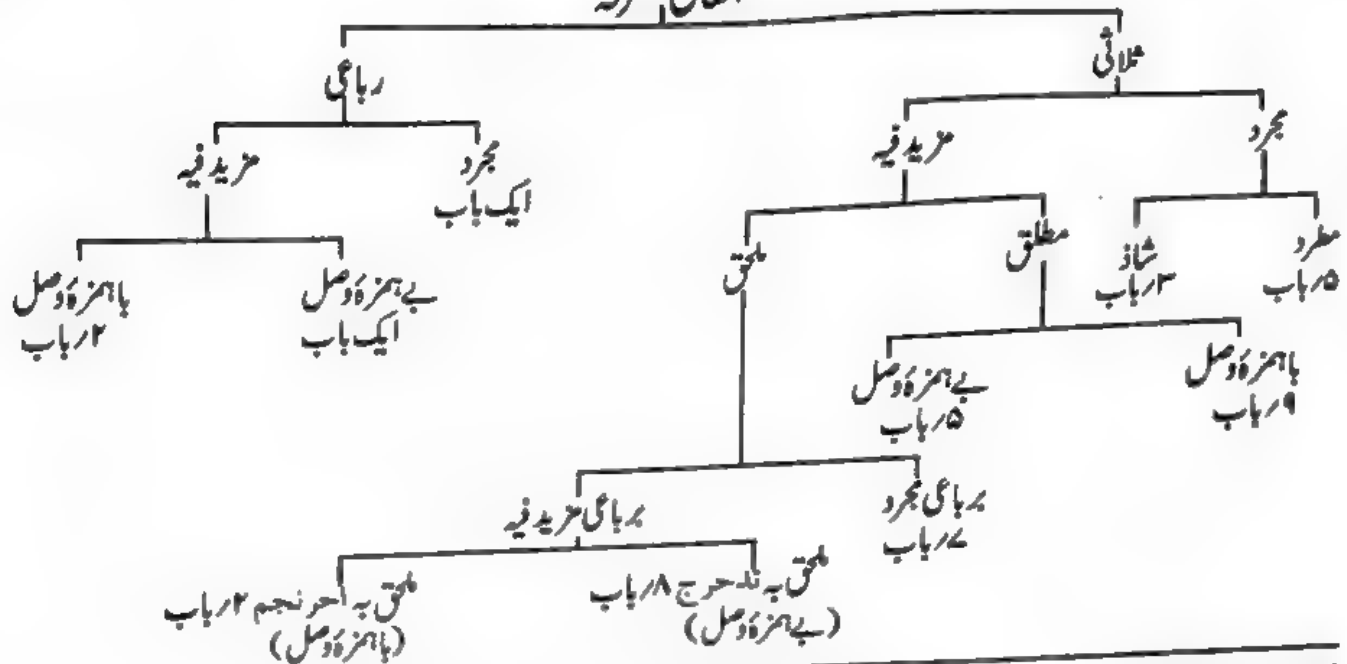 ثلاثی
رباعی
مجرد
مزید فیہ
مجرد
ایک باب
مزید فیہ
مطرد
۵؍باب
شاذ
۳؍باب
مطلق
ملحق
بے ہمزۂ وصل
ایک باب
باہمزۂ وصل
۲؍باب
باہمزۂ وصل
۹؍باب
بے ہمزۂ وصل
۵؍باب
برباعی مجرد
۷؍باب
برباعی مزید فیہ
ملحق بہ تدحرج ۸؍باب
(بے ہمزۂ وصل)
ملحق بہ احرنجم ۲؍باب
(باہمزۂ وصل)